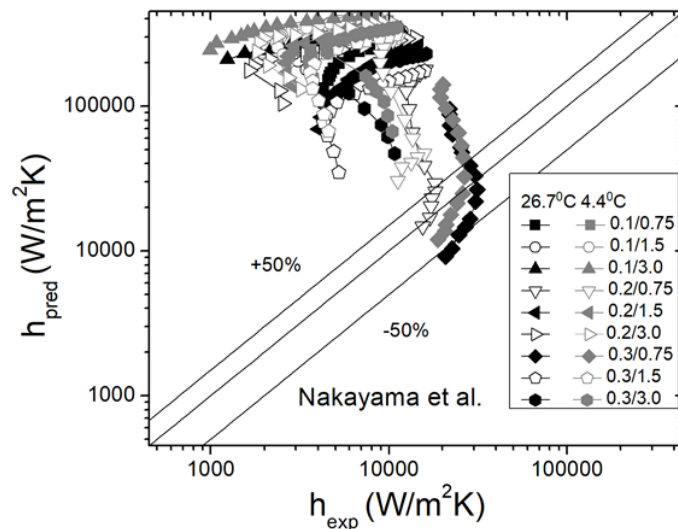 100000
10000
1000
h_pred (W/m²K)
+50%
-50%
Nakayama et al.
26.7⁰C 4.4⁰C
0.1/0.75
0.1/1.5
0.1/3.0
0.2/0.75
0.2/1.5
0.2/3.0
0.3/0.75
0.3/1.5
0.3/3.0
1000 10000 100000
h_exp (W/m²K)